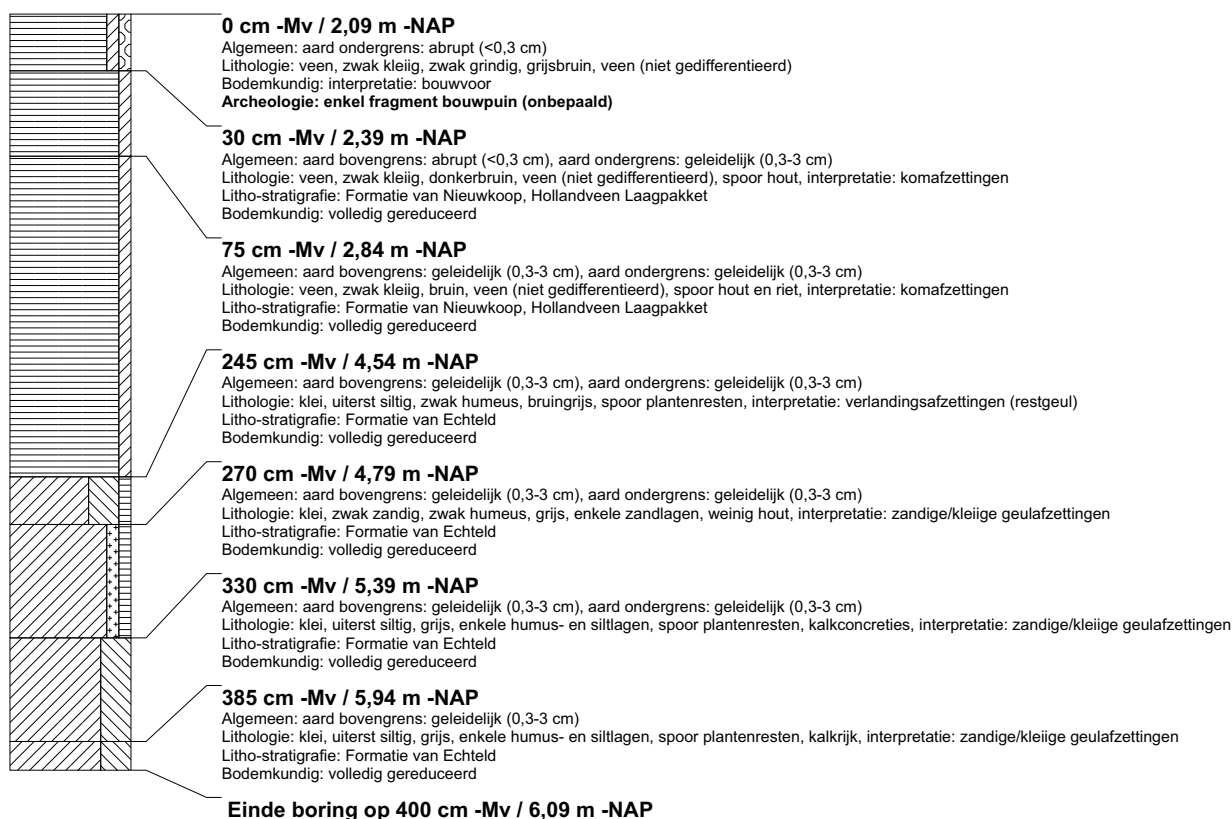 0 cm -Mv / 2,09 m -NAP
Algemeen: aard ondergrens: abrupt (<0,3 cm)
Lithologie: veen, zwak kleiig, zwak grindig, grijsbruin, veen (niet gedifferentieerd)
Bodemkundig: interpretatie: bouwvoor
Archeologie: enkel fragment bouwpuin (onbepaald)
30 cm -Mv / 2,39 m -NAP
Algemeen: aard bovengrens: abrupt (<0,3 cm), aard ondergrens: geleidelijk (0,3-3 cm)
Lithologie: veen, zwak kleiig, donkerbruin, veen (niet gedifferentieerd), spoor hout, interpretatie: komafzettingen
Litho-stratigrafie: Formatie van Nieuwkoop, Hollandveen Laagpakket
Bodemkundig: volledig gereduceerd
75 cm -Mv / 2,84 m -NAP
Algemeen: aard bovengrens: geleidelijk (0,3-3 cm), aard ondergrens: geleidelijk (0,3-3 cm)
Lithologie: veen, zwak kleiig, bruin, veen (niet gedifferentieerd), spoor hout en riet, interpretatie: komafzettingen
Litho-stratigrafie: Formatie van Nieuwkoop, Hollandveen Laagpakket
Bodemkundig: volledig gereduceerd
245 cm -Mv / 4,54 m -NAP
Algemeen: aard bovengrens: geleidelijk (0,3-3 cm), aard ondergrens: geleidelijk (0,3-3 cm)
Lithologie: klei, uiterst siltig, zwak humeus, bruingrijs, spoor plantenresten, interpretatie: verlandingsafzettingen (restgeul)
Litho-stratigrafie: Formatie van Echteld
Bodemkundig: volledig gereduceerd
270 cm -Mv / 4,79 m -NAP
Algemeen: aard bovengrens: geleidelijk (0,3-3 cm), aard ondergrens: geleidelijk (0,3-3 cm)
Lithologie: klei, zwak zandig, zwak humeus, grijs, enkele zandlagen, weinig hout, interpretatie: zandige/kleiige geulafzettingen
Litho-stratigrafie: Formatie van Echteld
Bodemkundig: volledig gereduceerd
330 cm -Mv / 5,39 m -NAP
Algemeen: aard bovengrens: geleidelijk (0,3-3 cm), aard ondergrens: geleidelijk (0,3-3 cm)
Lithologie: klei, uiterst siltig, grijs, enkele humus- en siltlagen, spoor plantenresten, kalkconcreties, interpretatie: zandige/kleiige geulafzettingen
Litho-stratigrafie: Formatie van Echteld
Bodemkundig: volledig gereduceerd
385 cm -Mv / 5,94 m -NAP
Algemeen: aard bovengrens: geleidelijk (0,3-3 cm)
Lithologie: klei, uiterst siltig, grijs, enkele humus- en siltlagen, spoor plantenresten, kalkrijk, interpretatie: zandige/kleiige geulafzettingen
Litho-stratigrafie: Formatie van Echteld
Bodemkundig: volledig gereduceerd
Einde boring op 400 cm -Mv / 6,09 m -NAP